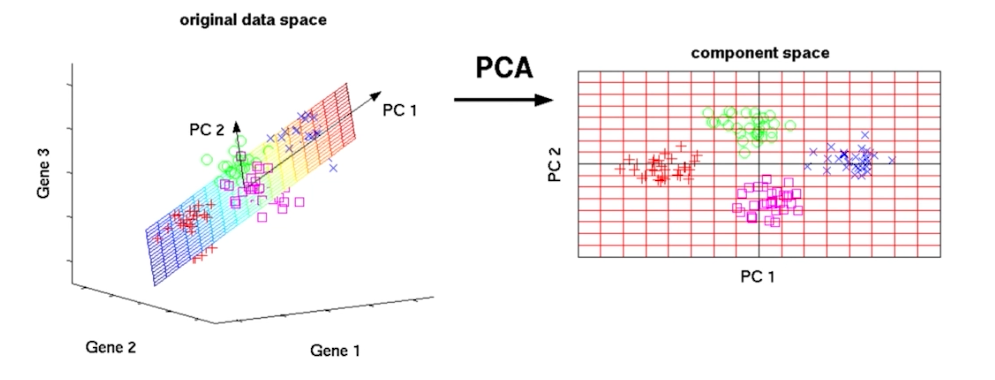 original data space
Gene 3
PC 2
PC 1
Gene 2
Gene 1
PCA
component space
PC 2
PC 1